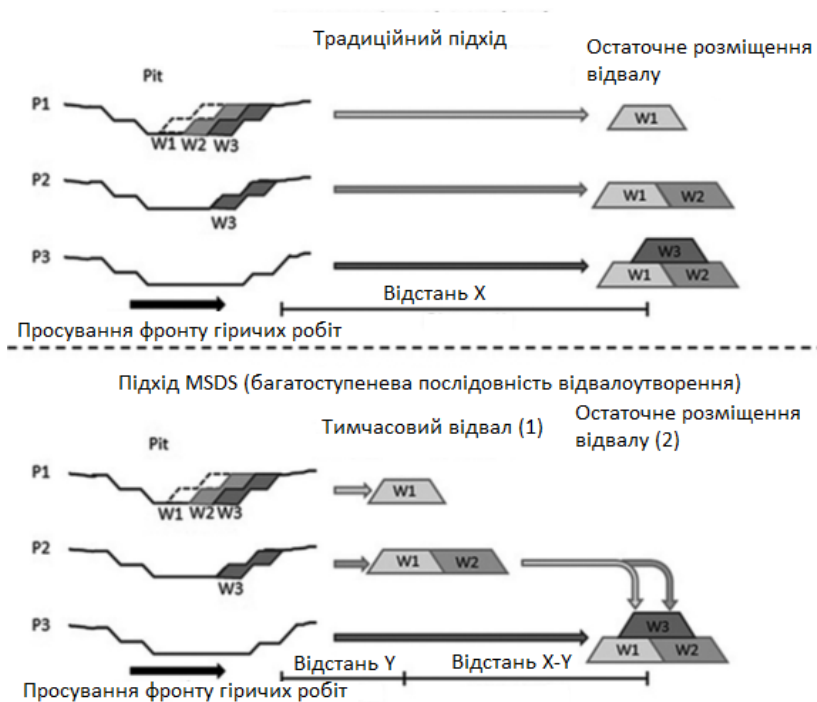 Традиційний підхід
Остаточне розміщення
відвалу
Pit
P1
W1 W2 W3
W1
P2
W3
W1 W2
P3
W3
W1 W2
Відстань X
Просування фронту гіричих робіт
Підхід MSDS (багатоступенева послідовність відвалоутворення)
Тимчасовий відвал (1)
Остаточне розміщення
відвалу (2)
Pit
P1
W1 W2 W3
W1
P2
W3
W1 W2
P3
W3
W1 W2
Відстань Y
Відстань X-Y
Просування фронту гіричих робіт